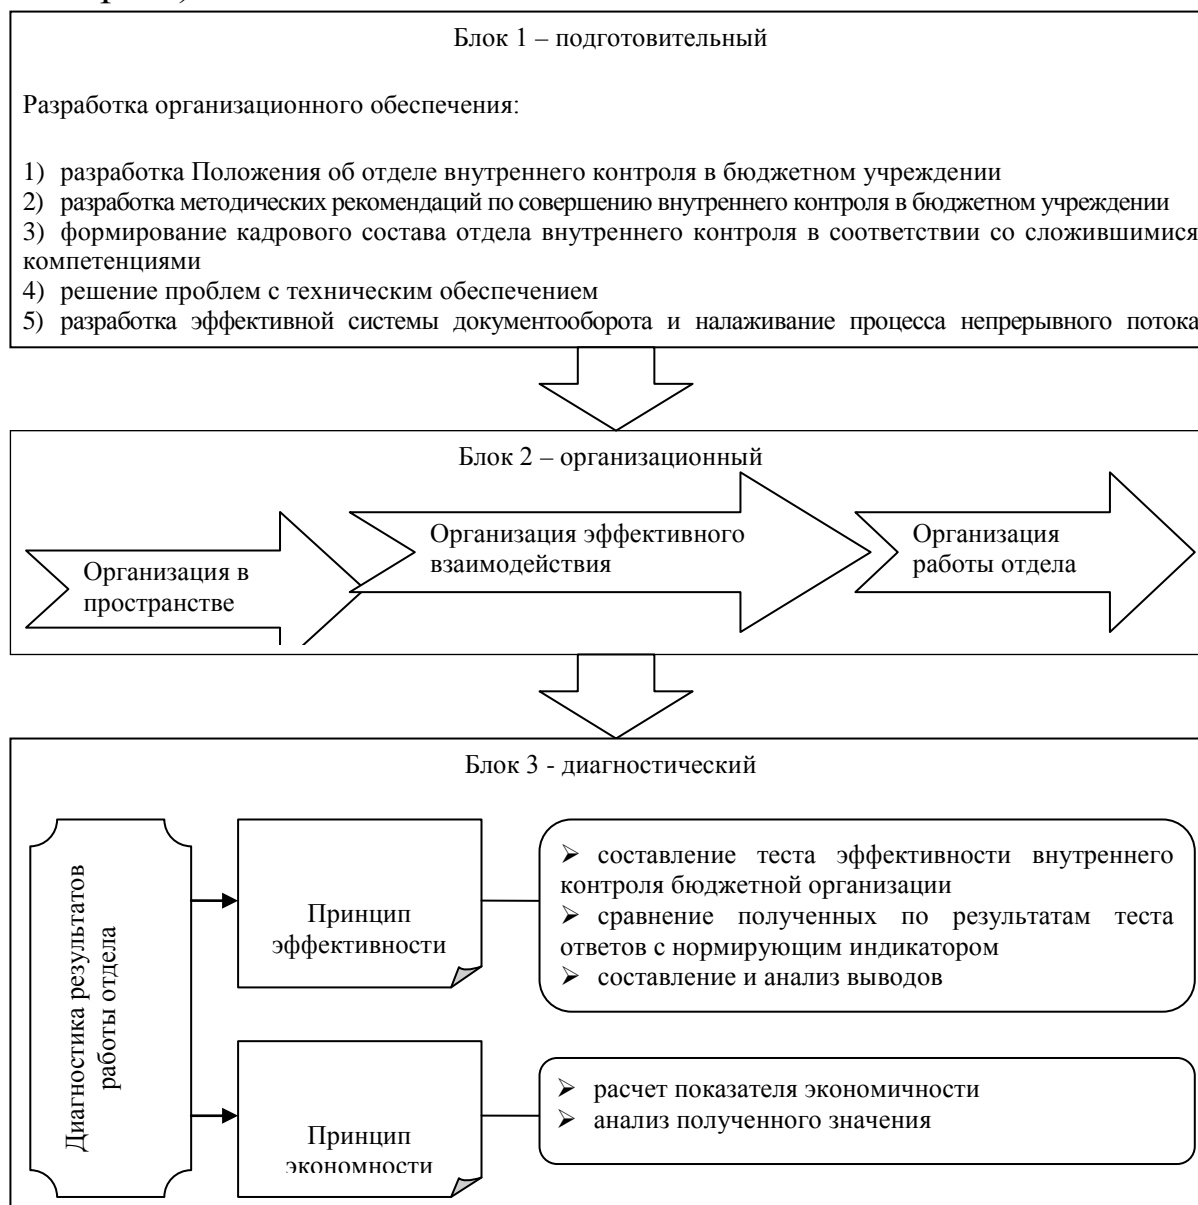 Блок 1 – подготовительный
Разработка организационного обеспечения:
1) разработка Положения об отделе внутреннего контроля в бюджетном учреждении
2) разработка методических рекомендаций по совершению внутреннего контроля в бюджетном учреждении
3) формирование кадрового состава отдела внутреннего контроля в соответствии со сложившимися
компетенциями
4) решение проблем с техническим обеспечением
5) разработка эффективной системы документооборота и налаживание процесса непрерывного потока
Блок 2 – организационный
Организация в
пространстве
Организация эффективного
взаимодействия
Организация
работы отдела
Блок 3 - диагностический
Диагностика результатов
работы отдела
Принцип
эффективности
➢ составление теста эффективности внутреннего
контроля бюджетной организации
➢ сравнение полученных по результатам теста
ответов с нормирующим индикатором
➢ составление и анализ выводов
Принцип
экономности
➢ расчет показателя экономичности
➢ анализ полученного значения